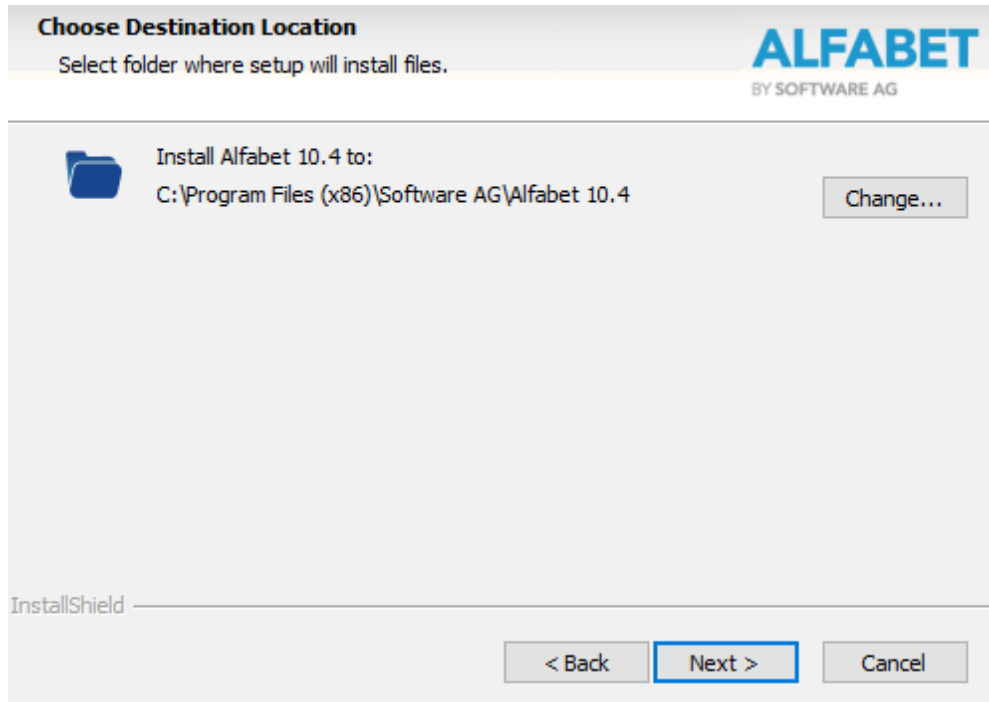 Choose Destination Location
Select folder where setup will install files.
ALFABET
BY SOFTWARE AG
Install Alfabet 10.4 to:
C:\Program Files (x86)\Software AG\Alfabet 10.4
Change...
InstallShield
< Back
Next >
Cancel